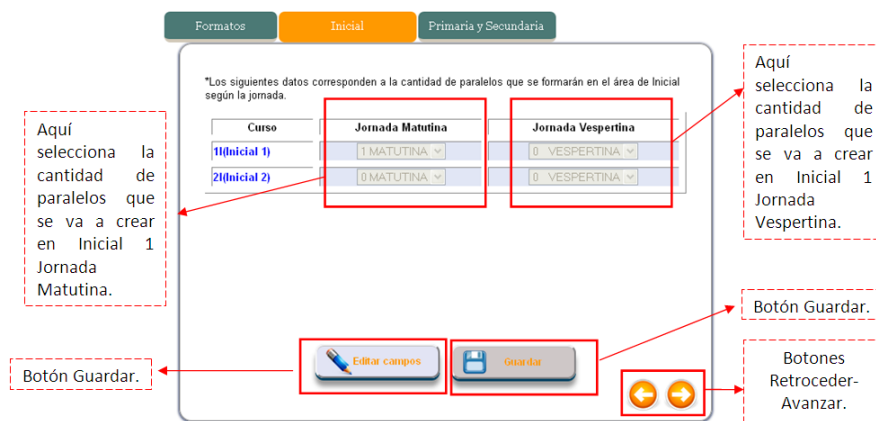 Formatos
Inicial
Primaria y Secundaria
*Los siguientes datos corresponden a la cantidad de paralelos que se formarán en el área de Inicial
según la jornada.
Curso
Jornada Matutina
Jornada Vespertina
1I(Inicial 1)
1 MATUTINA
0 VESPERTINA
2I(Inicial 2)
0 MATUTINA
0 VESPERTINA
Aquí
selecciona la
cantidad de
paralelos que
se va a crear
en Inicial 1
Jornada
Matutina.
Aquí
selecciona la
cantidad de
paralelos que
se va a crear
en Inicial 1
Jornada
Vespertina.
Editar campos
Guardar
Botón Guardar.
Botón Guardar.
Botones
Retroceder-
Avanzar.